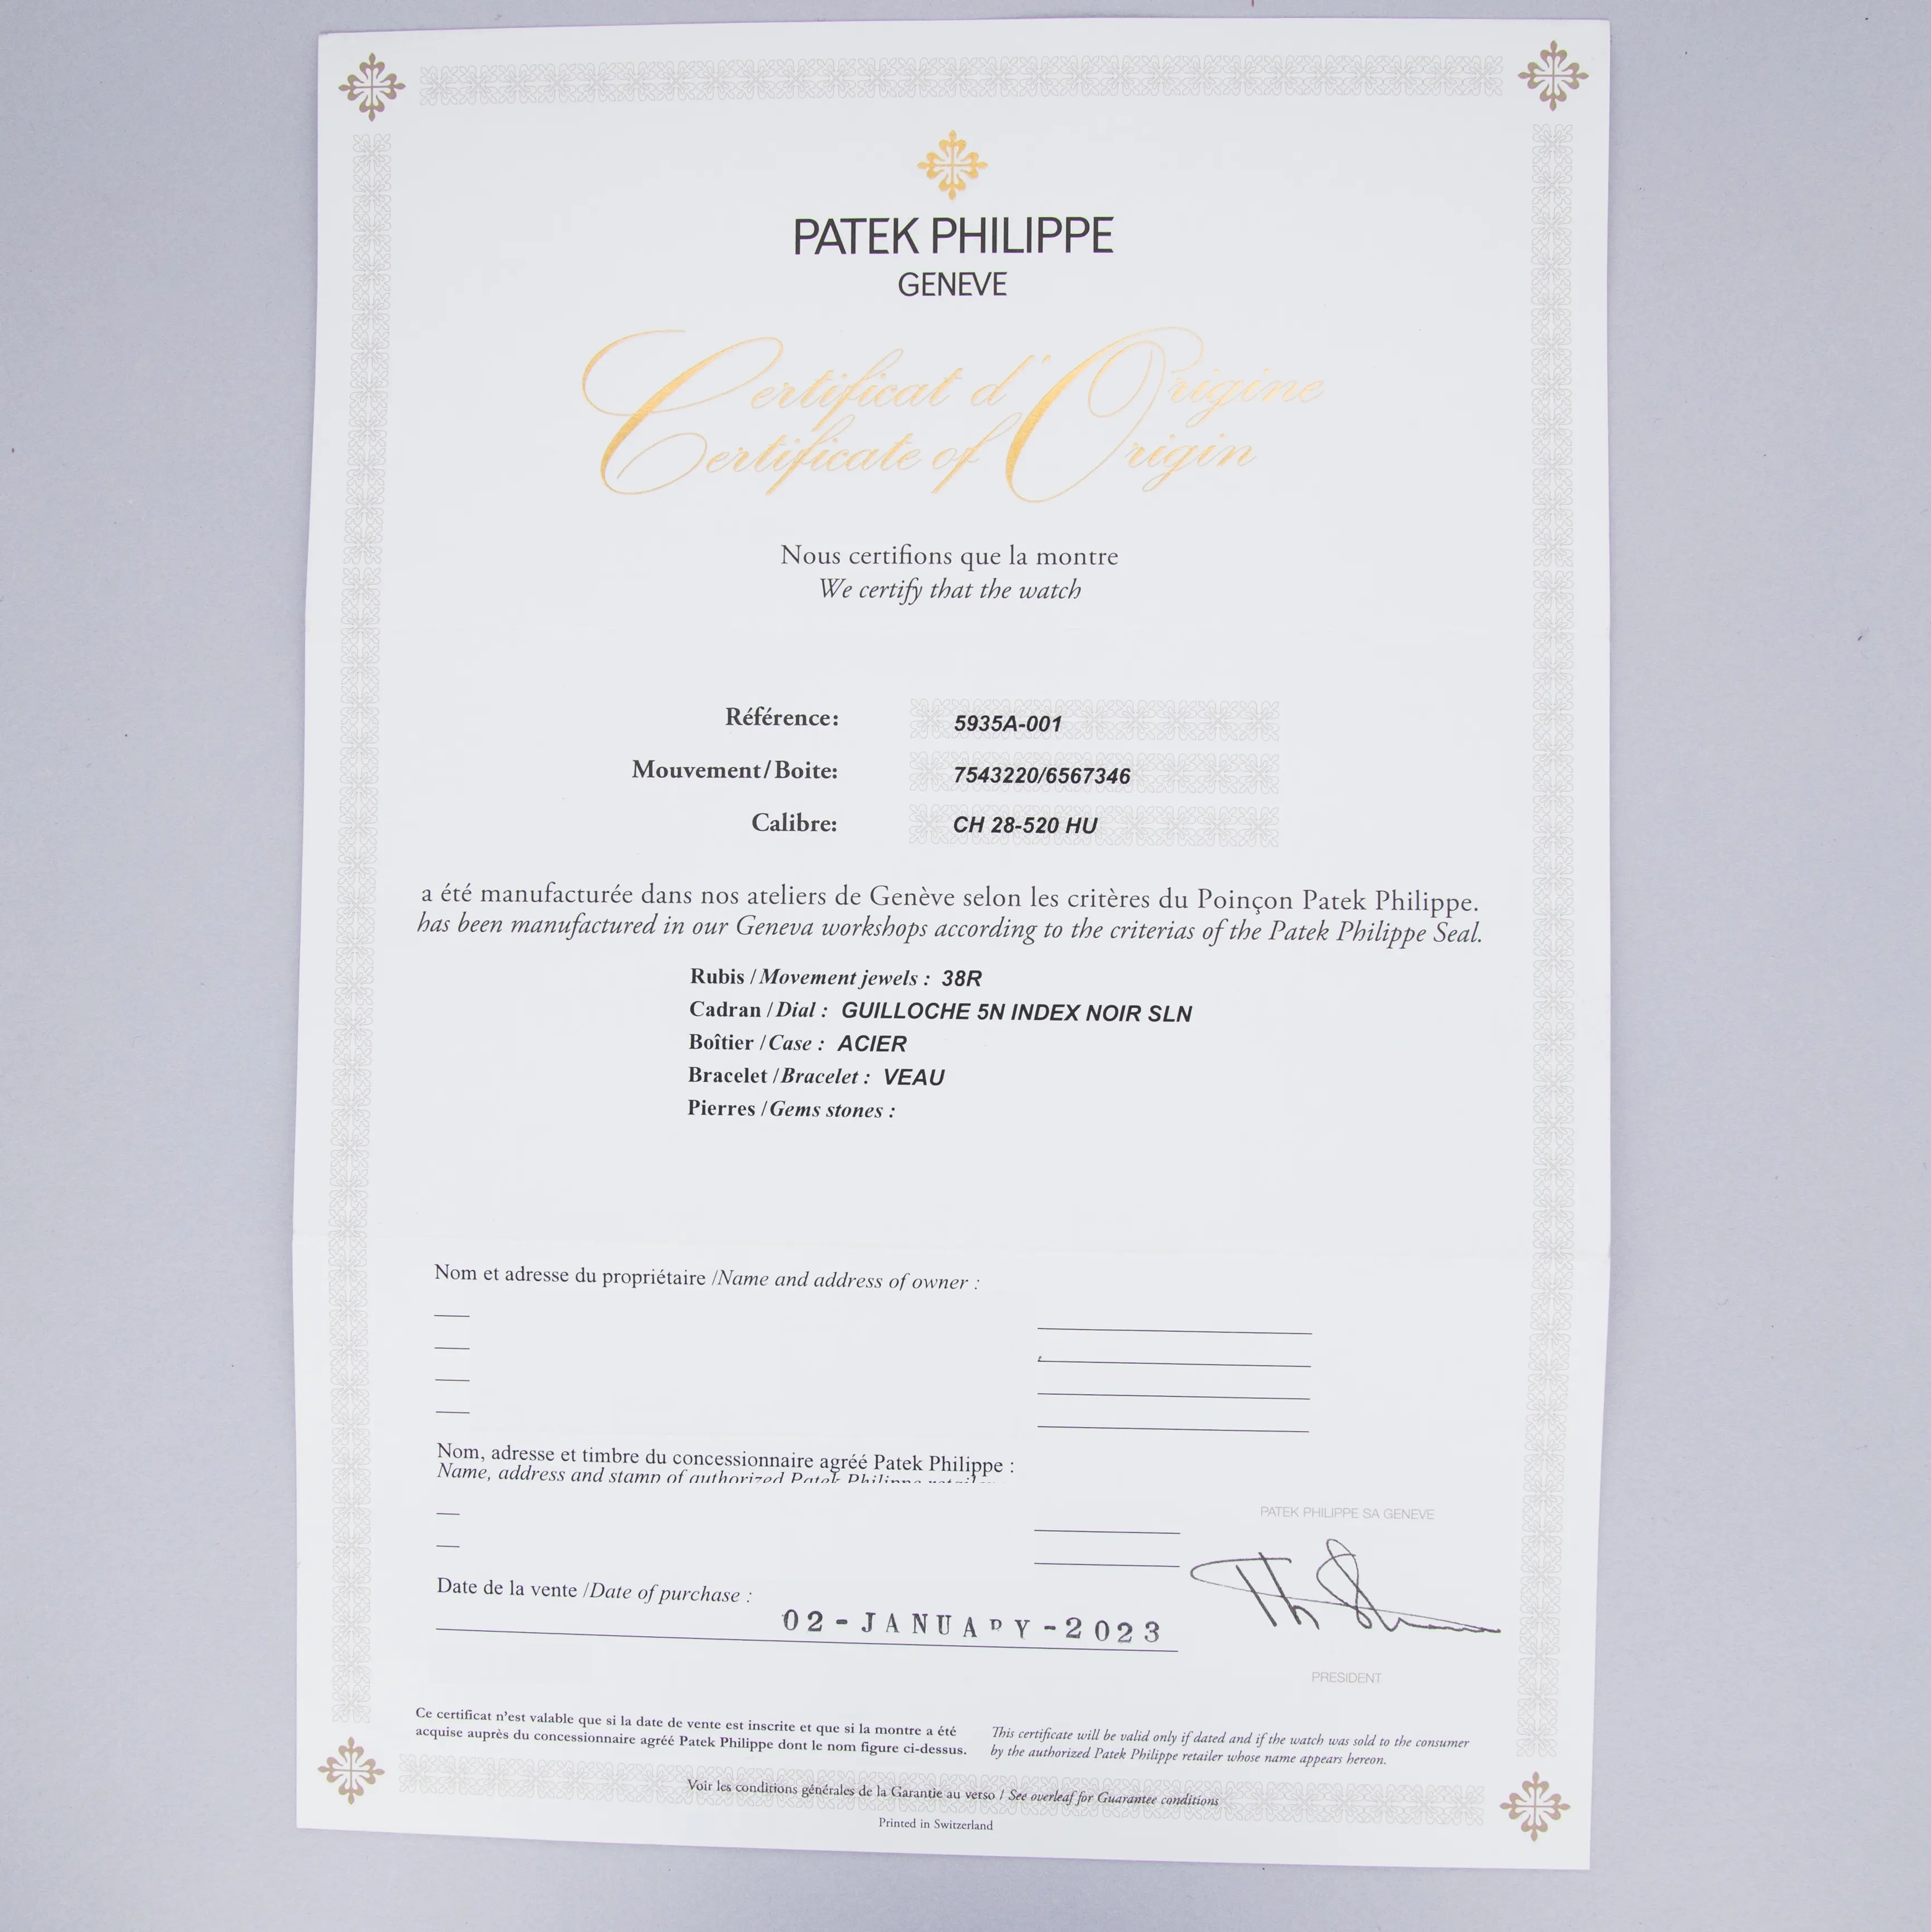 PATEK PHILIPPE
GENEVE
Certificat d'Origine
Certificate of Origin
Nous certifions que la montre
We certify that the watch
Référence: 5935A-001
Mouvement/Boite: 7543220/6567346
Calibre: CH 28-520 HU
a été manufacturée dans nos ateliers de Genève selon les critères du Poinçon Patek Philippe.
has been manufactured in our Geneva workshops according to the criterias of the Patek Philippe Seal.
Rubis / Movement jewels : 38R
Cadran / Dial : GUILLOCHE 5N INDEX NOIR SLN
Boîtier / Case : ACIER
Bracelet / Bracelet : VEAU
Pierres / Gems stones :
Nom et adresse du propriétaire /Name and address of owner :
Nom, adresse et timbre du concessionnaire agréé Patek Philippe :
Name, address and stamp of authorized Patek Philippe
PATEK PHILIPPE SA GENEVE
Date de la vente /Date of purchase :
02-JANUARY-2023
PRESIDENT
Ce certificat n'est valable que si la date de vente est inscrite et que si la montre a été
acquise auprès du concessionnaire agréé Patek Philippe dont le nom figure ci-dessus.
This certificate will be valid only if dated and if the watch was sold to the consumer
by the authorized Patek Philippe retailer whose name appears hereon.
Voir les conditions générales de la Garantie au verso / See overleaf for Guarantee conditions
Printed in Switzerland